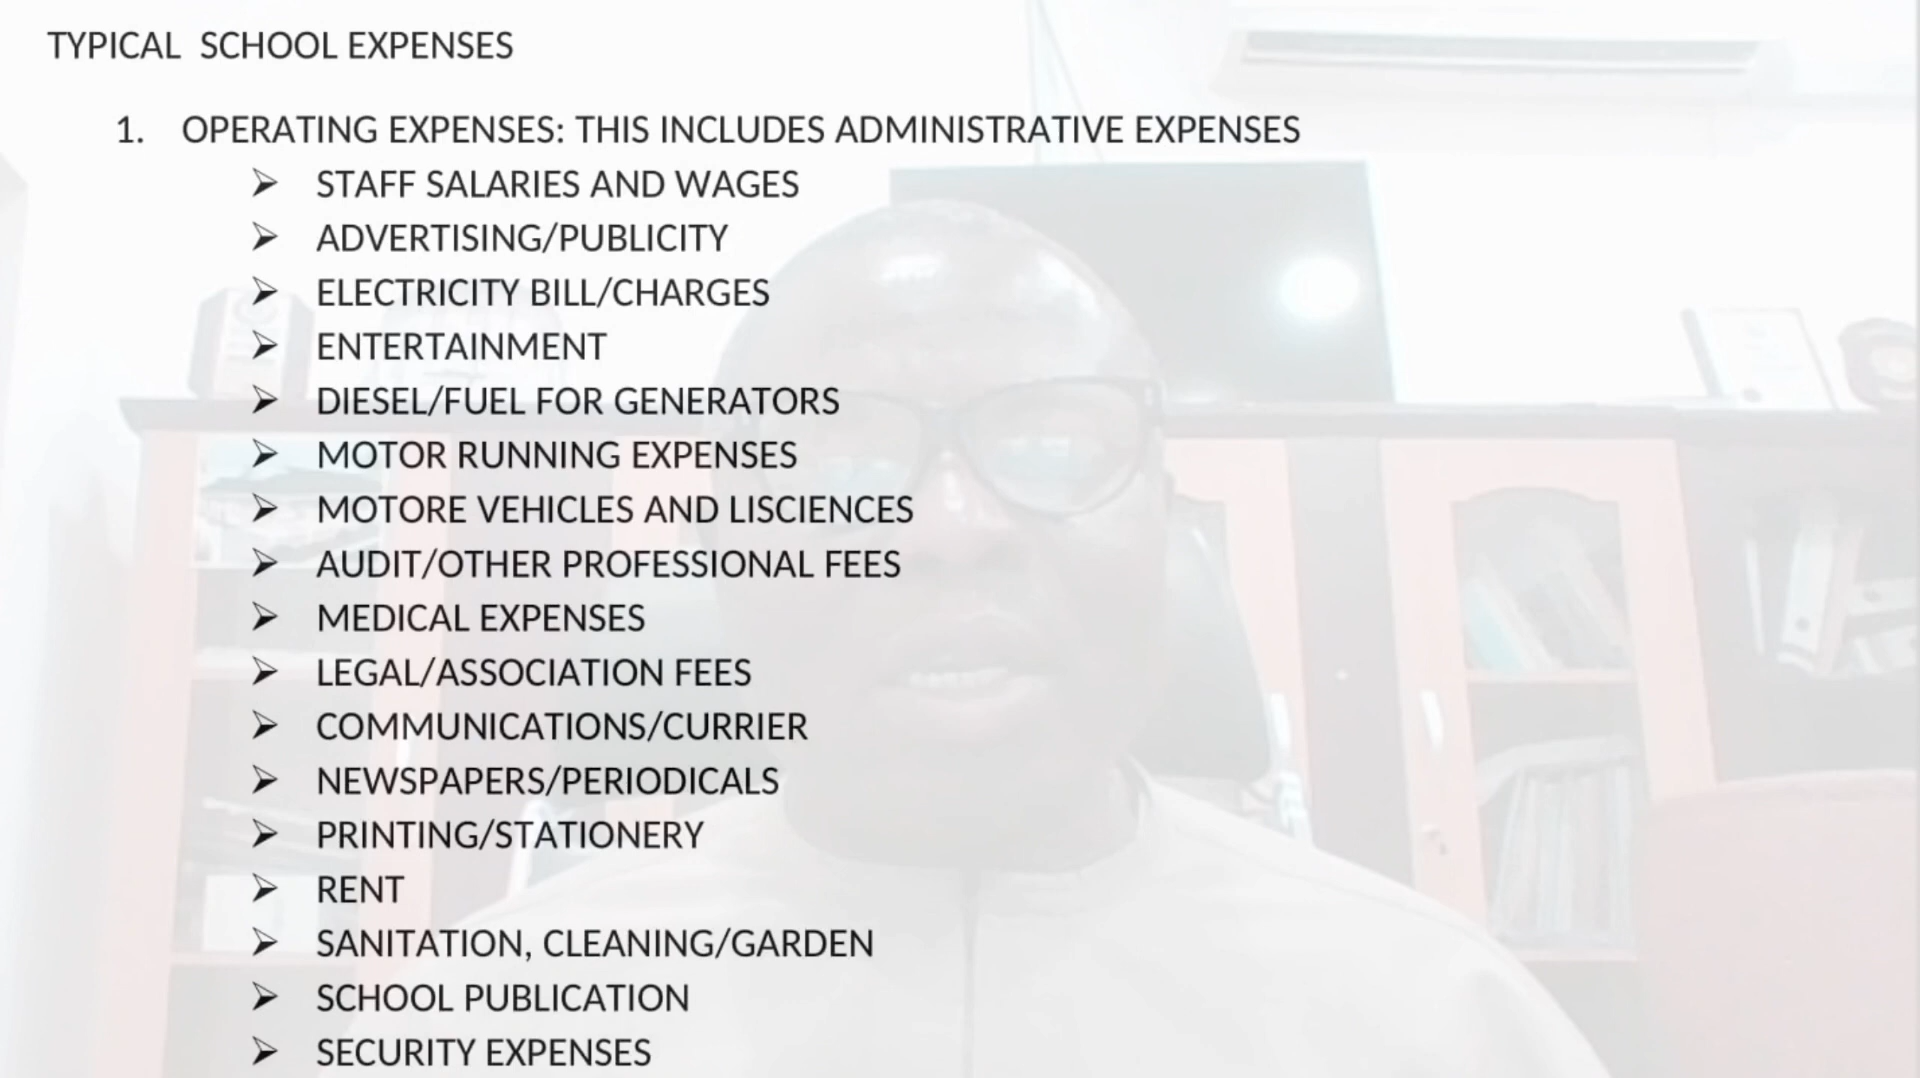 TYPICAL SCHOOL EXPENSES
1. OPERATING EXPENSES: THIS INCLUDES ADMINISTRATIVE EXPENSES
➢ STAFF SALARIES AND WAGES
➢ ADVERTISING/PUBLICITY
➢ ELECTRICITY BILL/CHARGES
➢ ENTERTAINMENT
➢ DIESEL/FUEL FOR GENERATORS
➢ MOTOR RUNNING EXPENSES
➢ MOTORE VEHICLES AND LISCIENCES
➢ AUDIT/OTHER PROFESSIONAL FEES
➢ MEDICAL EXPENSES
➢ LEGAL/ASSOCIATION FEES
➢ COMMUNICATIONS/CURRIER
➢ NEWSPAPERS/PERIODICALS
➢ PRINTING/STATIONERY
➢ RENT
➢ SANITATION, CLEANING/GARDEN
➢ SCHOOL PUBLICATION
➢ SECURITY EXPENSES